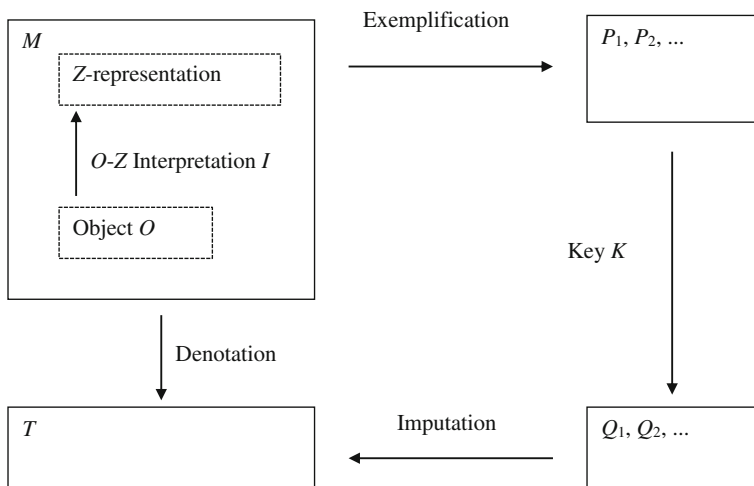 Exemplification
M
P₁, P₂, ...
Z-representation
O-Z Interpretation I
Object O
Key K
Denotation
T
Imputation
Q₁, Q₂, ...